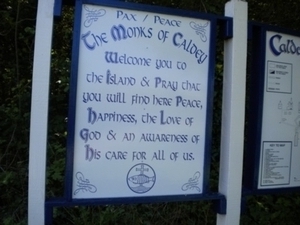 Pax / Peace
The Monks of Caldey
Welcome you to
the Island & Pray that
you will find here Peace,
Happiness, the Love of
God & an awareness of
His care for all of us.